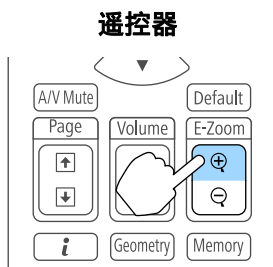 遥控器
A/V Mute
Default
Page
Volume
E-Zoom
i
Geometry
Memory